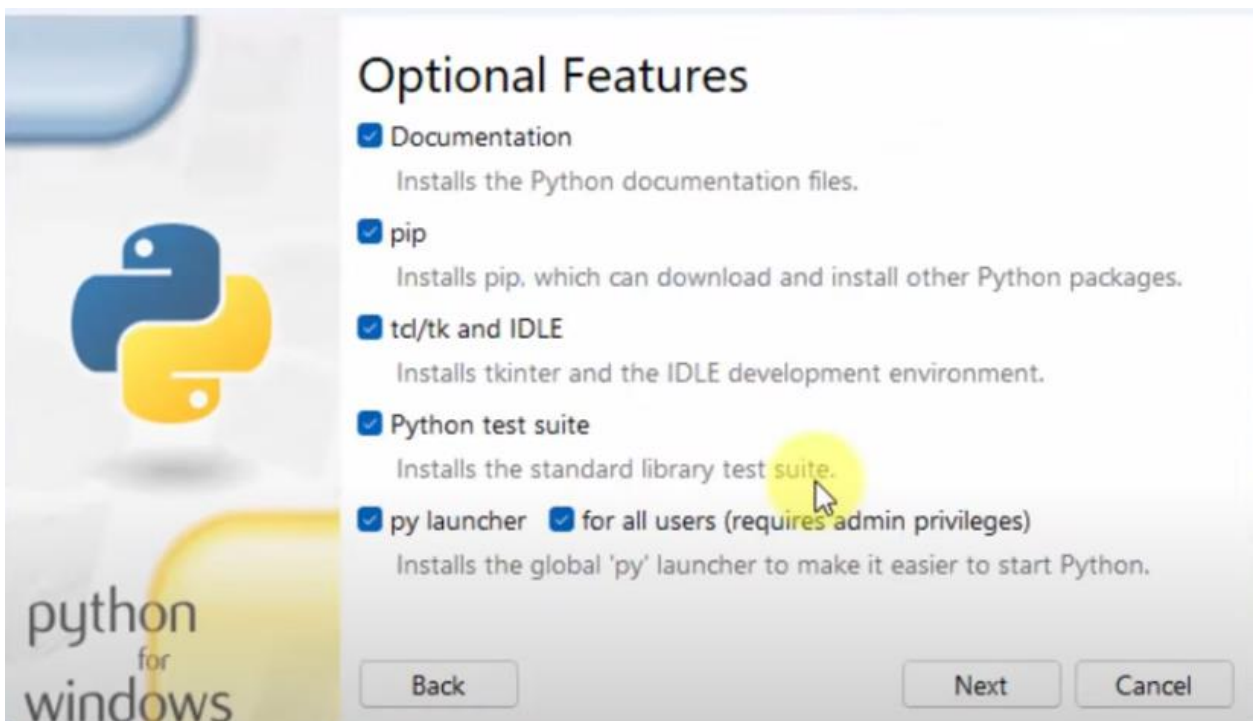 Optional Features
Documentation
Installs the Python documentation files.
pip
Installs pip, which can download and install other Python packages.
tcl/tk and IDLE
Installs tkinter and the IDLE development environment.
Python test suite
Installs the standard library test suite.
py launcher for all users (requires admin privileges)
Installs the global 'py' launcher to make it easier to start Python.
python
for
windows
Back Next Cancel